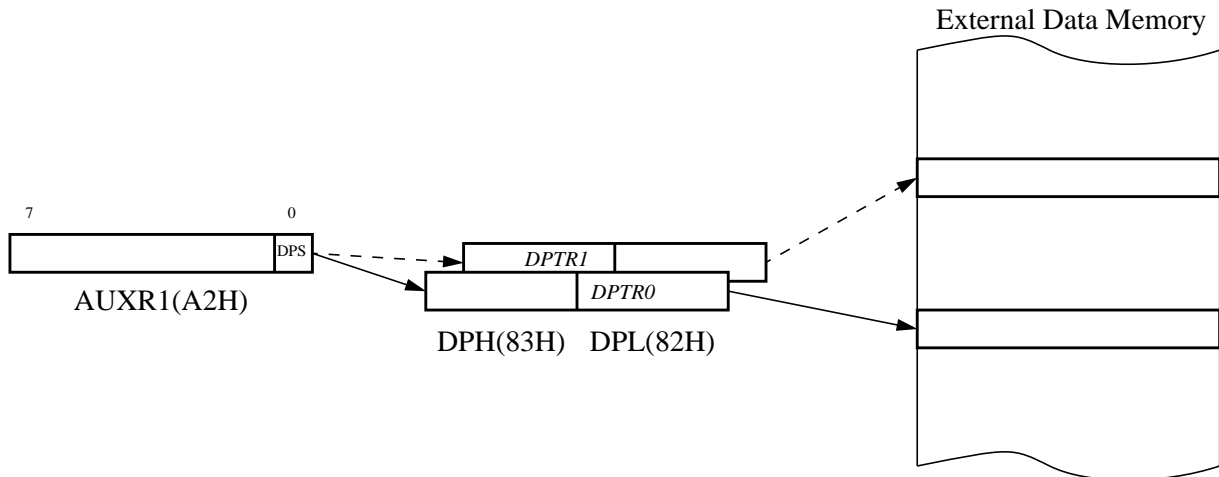 External Data Memory
7 0
DPS
DPTR1
DPTR0
AUXR1(A2H)
DPH(83H) DPL(82H)